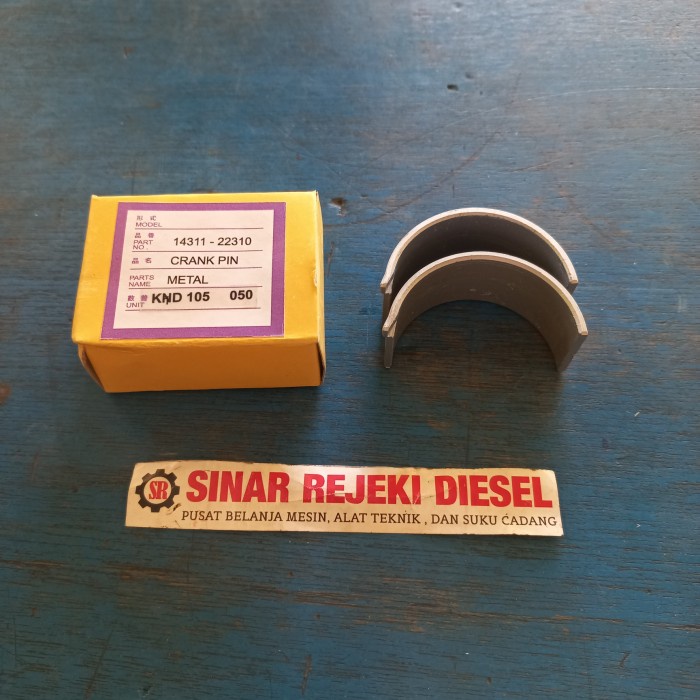 形 式
MODEL
品 番
PART NO. 14311 - 22310
品 名 CRANK PIN
PARTS NAME METAL
数 量
UNIT KND 105 050
SR SINAR REJEKI DIESEL
PUSAT BELANJA MESIN, ALAT TEKNIK , DAN SUKU CADANG